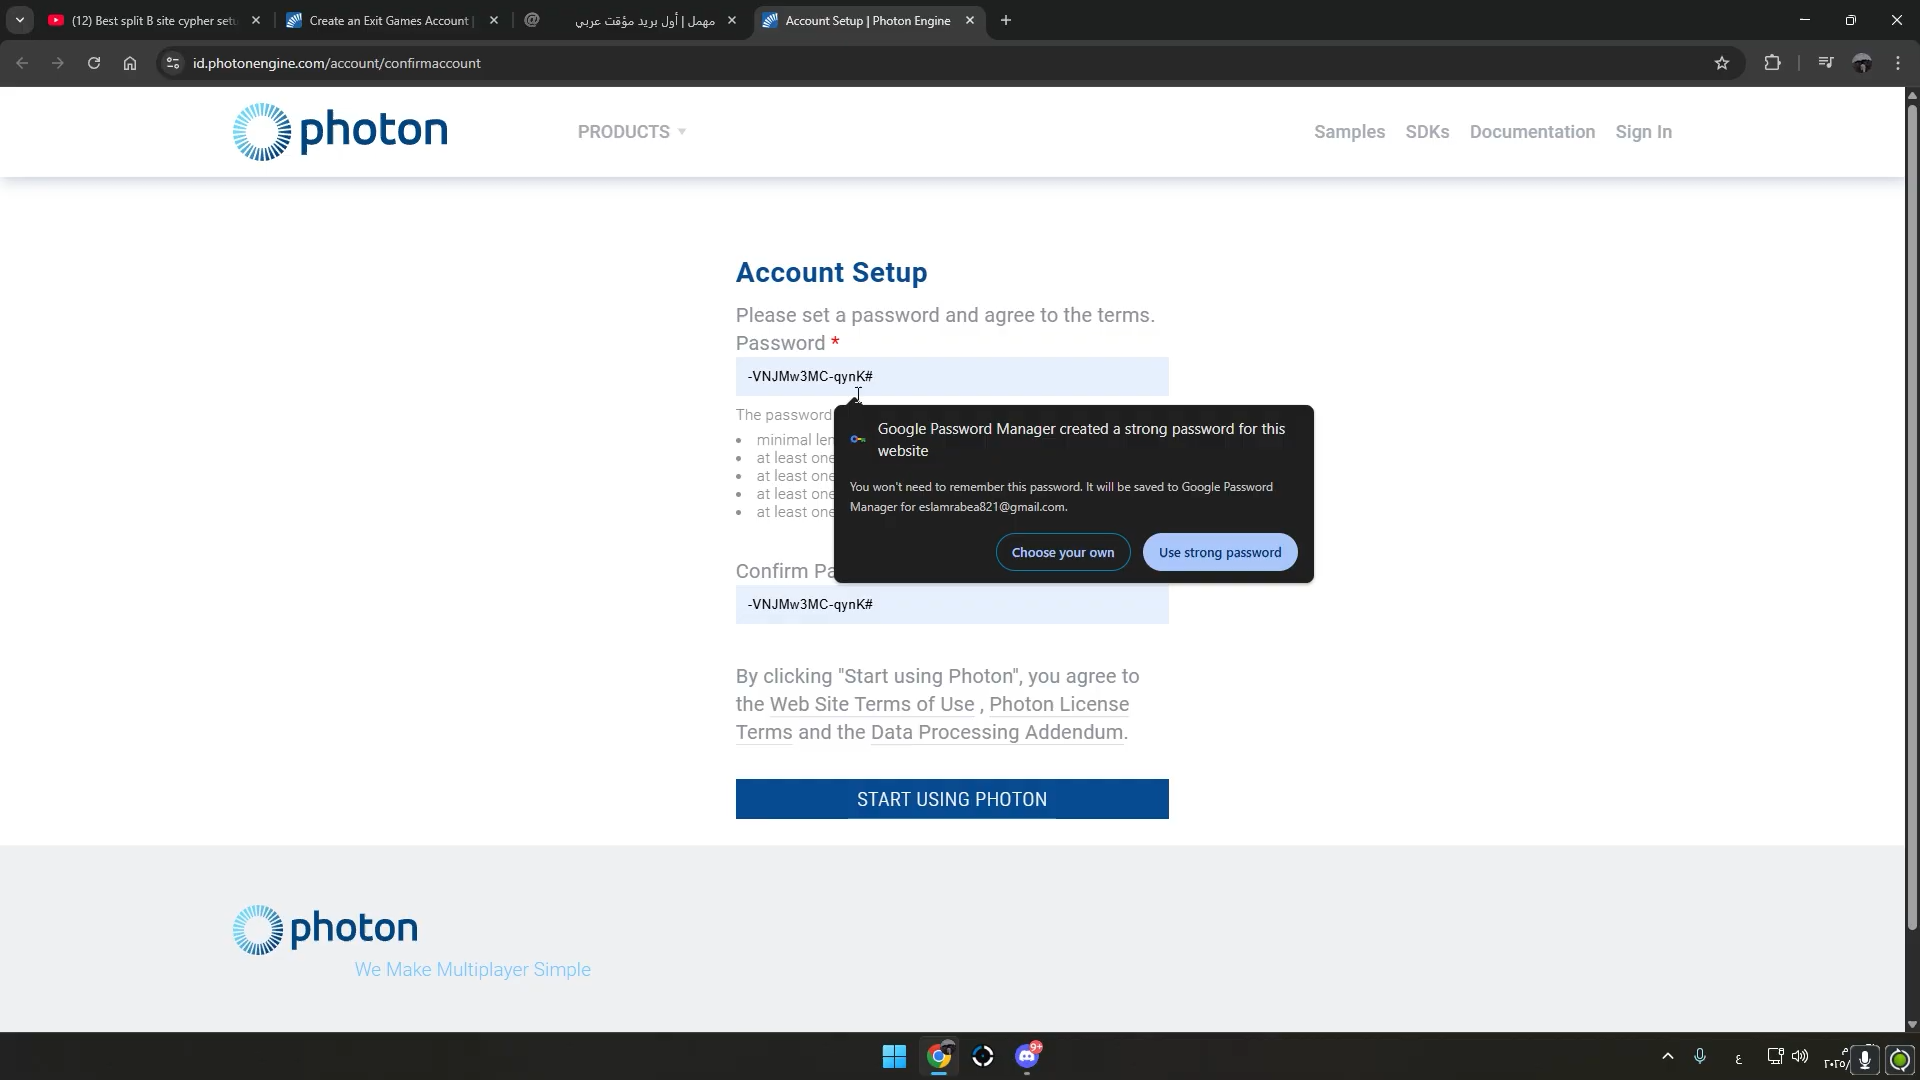 (12) Best split B site cypher setu
Create an Exit Games Account
مهمل | أول بريد مؤقت عربي
Account Setup | Photon Engine
id.photonengine.com/account/confirmaccount
photon
PRODUCTS
Samples
SDKs
Documentation
Sign In
Account Setup
Please set a password and agree to the terms.
Password *
-VNJMw3MC-qynK#
The password
minimal len
at least one
at least one
at least one
at least one
Google Password Manager created a strong password for this
website
You won't need to remember this password. It will be saved to Google Password
Manager for eslamrabea821@gmail.com.
Choose your own
Use strong password
Confirm Pa
-VNJMw3MC-qynK#
By clicking "Start using Photon", you agree to
the Web Site Terms of Use , Photon License
Terms and the Data Processing Addendum.
START USING PHOTON
photon
We Make Multiplayer Simple
9+
ع